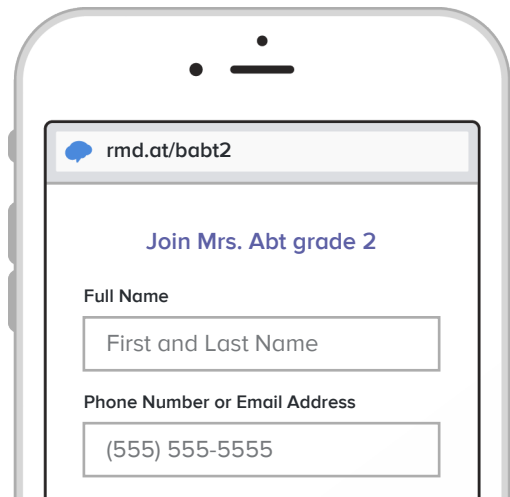 rmd.at/babt2
Join Mrs. Abt grade 2
Full Name
First and Last Name
Phone Number or Email Address
(555) 555-5555